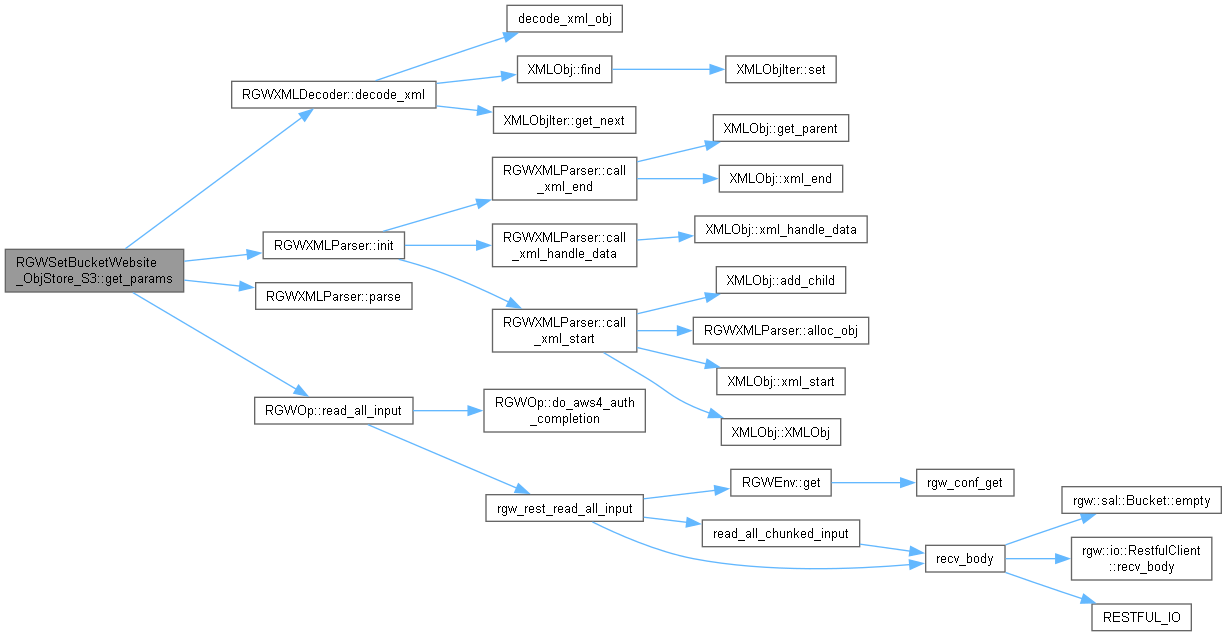 decode_xml_obj
XMLObj::find
XMLObjIter::set
RGWXMLDecoder::decode_xml
XMLObjIter::get_next
XMLObj::get_parent
RGWXMLParser::call
_xml_end
XMLObj::xml_end
RGWXMLParser::init
RGWXMLParser::call
_xml_handle_data
XMLObj::xml_handle_data
RGWSetBucketWebsite
_ObjStore_S3::get_params
RGWXMLParser::parse
XMLObj::add_child
RGWXMLParser::call
_xml_start
RGWXMLParser::alloc_obj
XMLObj::xml_start
XMLObj::XMLObj
RGWOp::read_all_input
RGWOp::do_aws4_auth
_completion
RGWEnv::get
rgw_conf_get
rgw_rest_read_all_input
read_all_chunked_input
recv_body
rgw::sal::Bucket::empty
rgw::io::RestfulClient
::recv_body
RESTFUL_IO